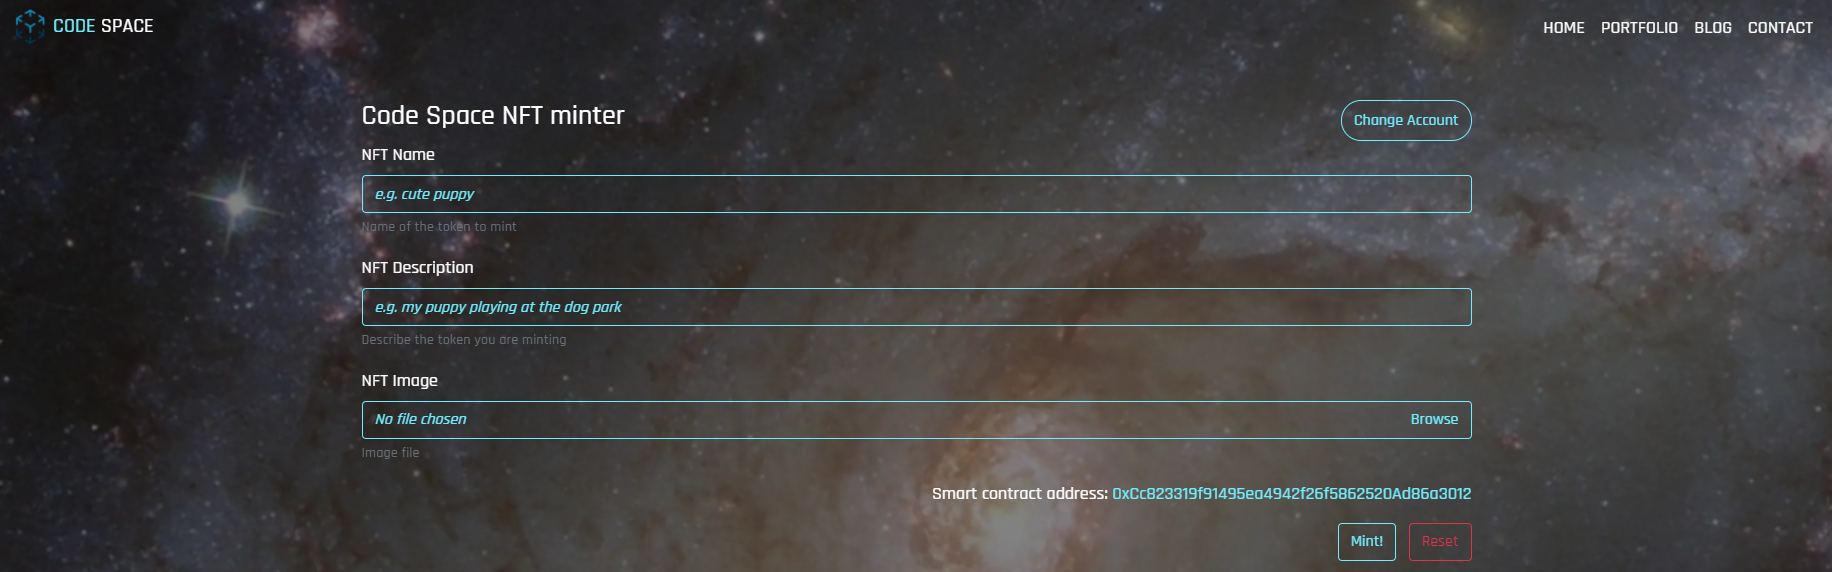 CODE SPACE
HOME PORTFOLIO BLOG CONTACT
Code Space NFT minter
Change Account
NFT Name
e.g. cute puppy
Name of the token to mint
NFT Description
e.g. my puppy playing at the dog park
Describe the token you are minting
NFT Image
No file chosen
Browse
Image file
Smart contract address: 0xCc823319f91495ea4942f26f5862520Ad86a3012
Mint!
Reset